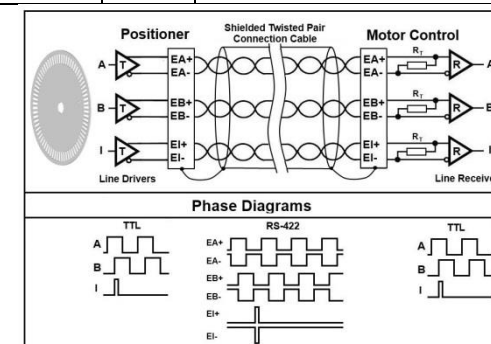 Positioner
Shielded Twisted Pair
Connection Cable
Motor Control
A
T
EA+
EA-
EA+
EA-
RT
R
A
B
T
EB+
EB-
EB+
EB-
RT
R
B
I
T
EI+
EI-
EI+
EI-
RT
R
I
Line Drivers
Phase Diagrams
TTL
A
B
I
RS-422
EA+
EA-
EB+
EB-
EI+
EI-
TTL
A
B
I